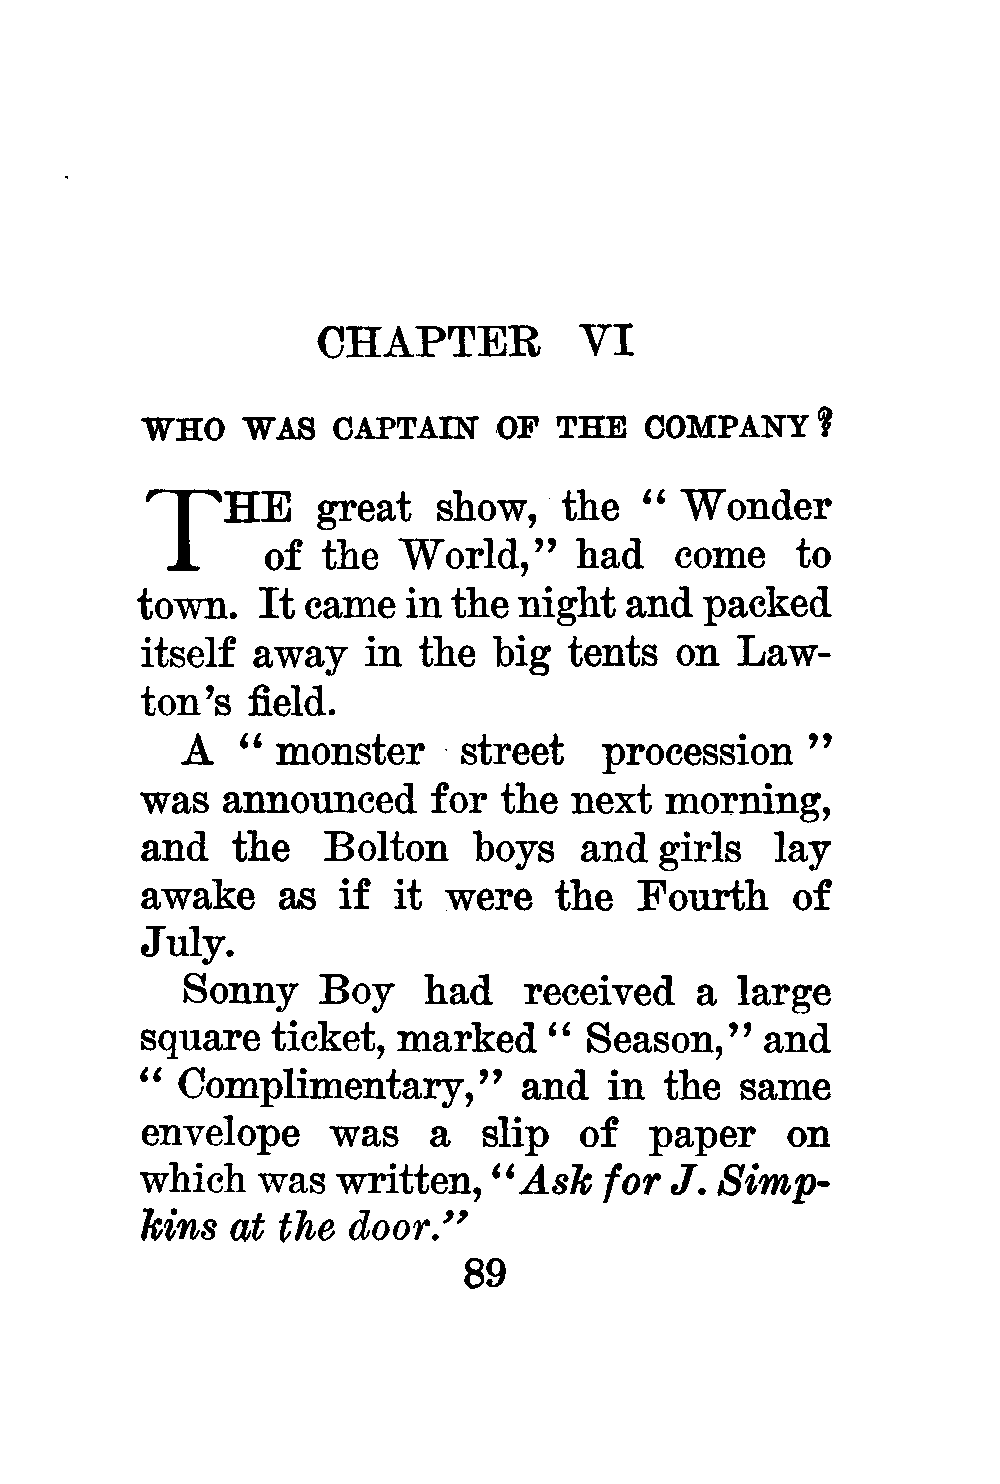 CHAPTER VI
WHO WAS CAPTAIN OF THE COMPANY?
THE great show, the " Wonder
of the World," had come to
town. It came in the night and packed
itself away in the big tents on Law-
ton's field.
A " monster street procession "
was announced for the next morning,
and the Bolton boys and girls lay
awake as if it were the Fourth of
July.
Sonny Boy had received a large
square ticket, marked " Season," and
" Complimentary," and in the same
envelope was a slip of paper on
which was written, "Ask for J. Simp-
kins at the door."
89